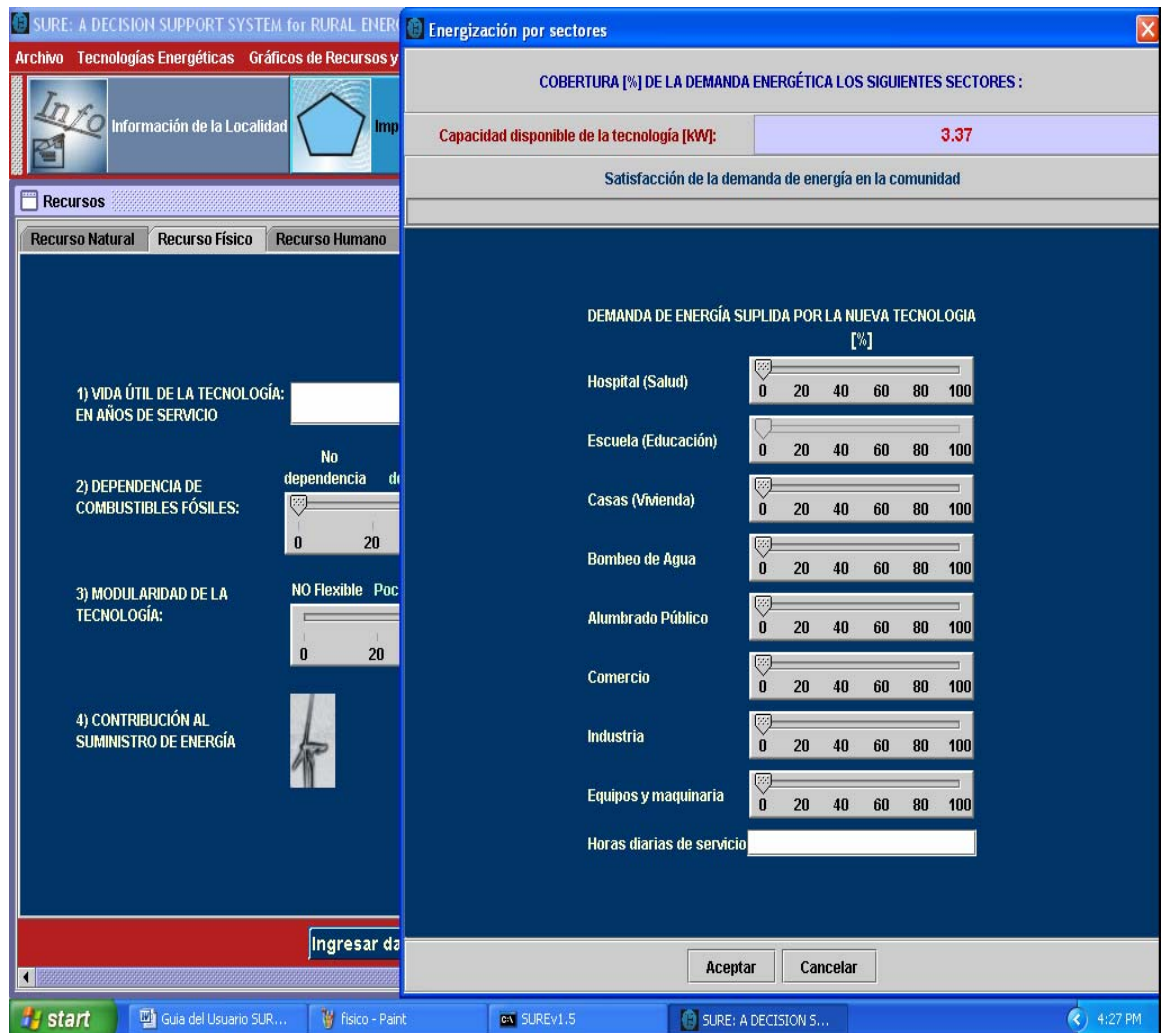 SURE: A DECISION SUPPORT SYSTEM for RURAL ENER
Archivo Tecnologías Energéticas Gráficos de Recursos y
Info
Información de la Localidad
Imp
Recursos
Recurso Natural Recurso Físico Recurso Humano
1) VIDA ÚTIL DE LA TECNOLOGÍA:
EN AÑOS DE SERVICIO
No
dependencia de
2) DEPENDENCIA DE
COMBUSTIBLES FÓSILES:
0 20
NO Flexible Poc
3) MODULARIDAD DE LA
TECNOLOGÍA:
0 20
4) CONTRIBUCIÓN AL
SUMINISTRO DE ENERGÍA
Ingresar da
Energización por sectores
COBERTURA [%] DE LA DEMANDA ENERGÉTICA LOS SIGUIENTES SECTORES :
Capacidad disponible de la tecnología [kW]: 3.37
Satisfacción de la demanda de energía en la comunidad
DEMANDA DE ENERGÍA SUPLIDA POR LA NUEVA TECNOLOGIA
[%]
Hospital (Salud)
0 20 40 60 80 100
Escuela (Educación)
0 20 40 60 80 100
Casas (Vivienda)
0 20 40 60 80 100
Bombeo de Agua
0 20 40 60 80 100
Alumbrado Público
0 20 40 60 80 100
Comercio
0 20 40 60 80 100
Industria
0 20 40 60 80 100
Equipos y maquinaria
0 20 40 60 80 100
Horas diarias de servicio
Aceptar Cancelar
start Guia del Usuario SUR... fisico - Paint SUREv1.5 SURE: A DECISION S... 4:27 PM